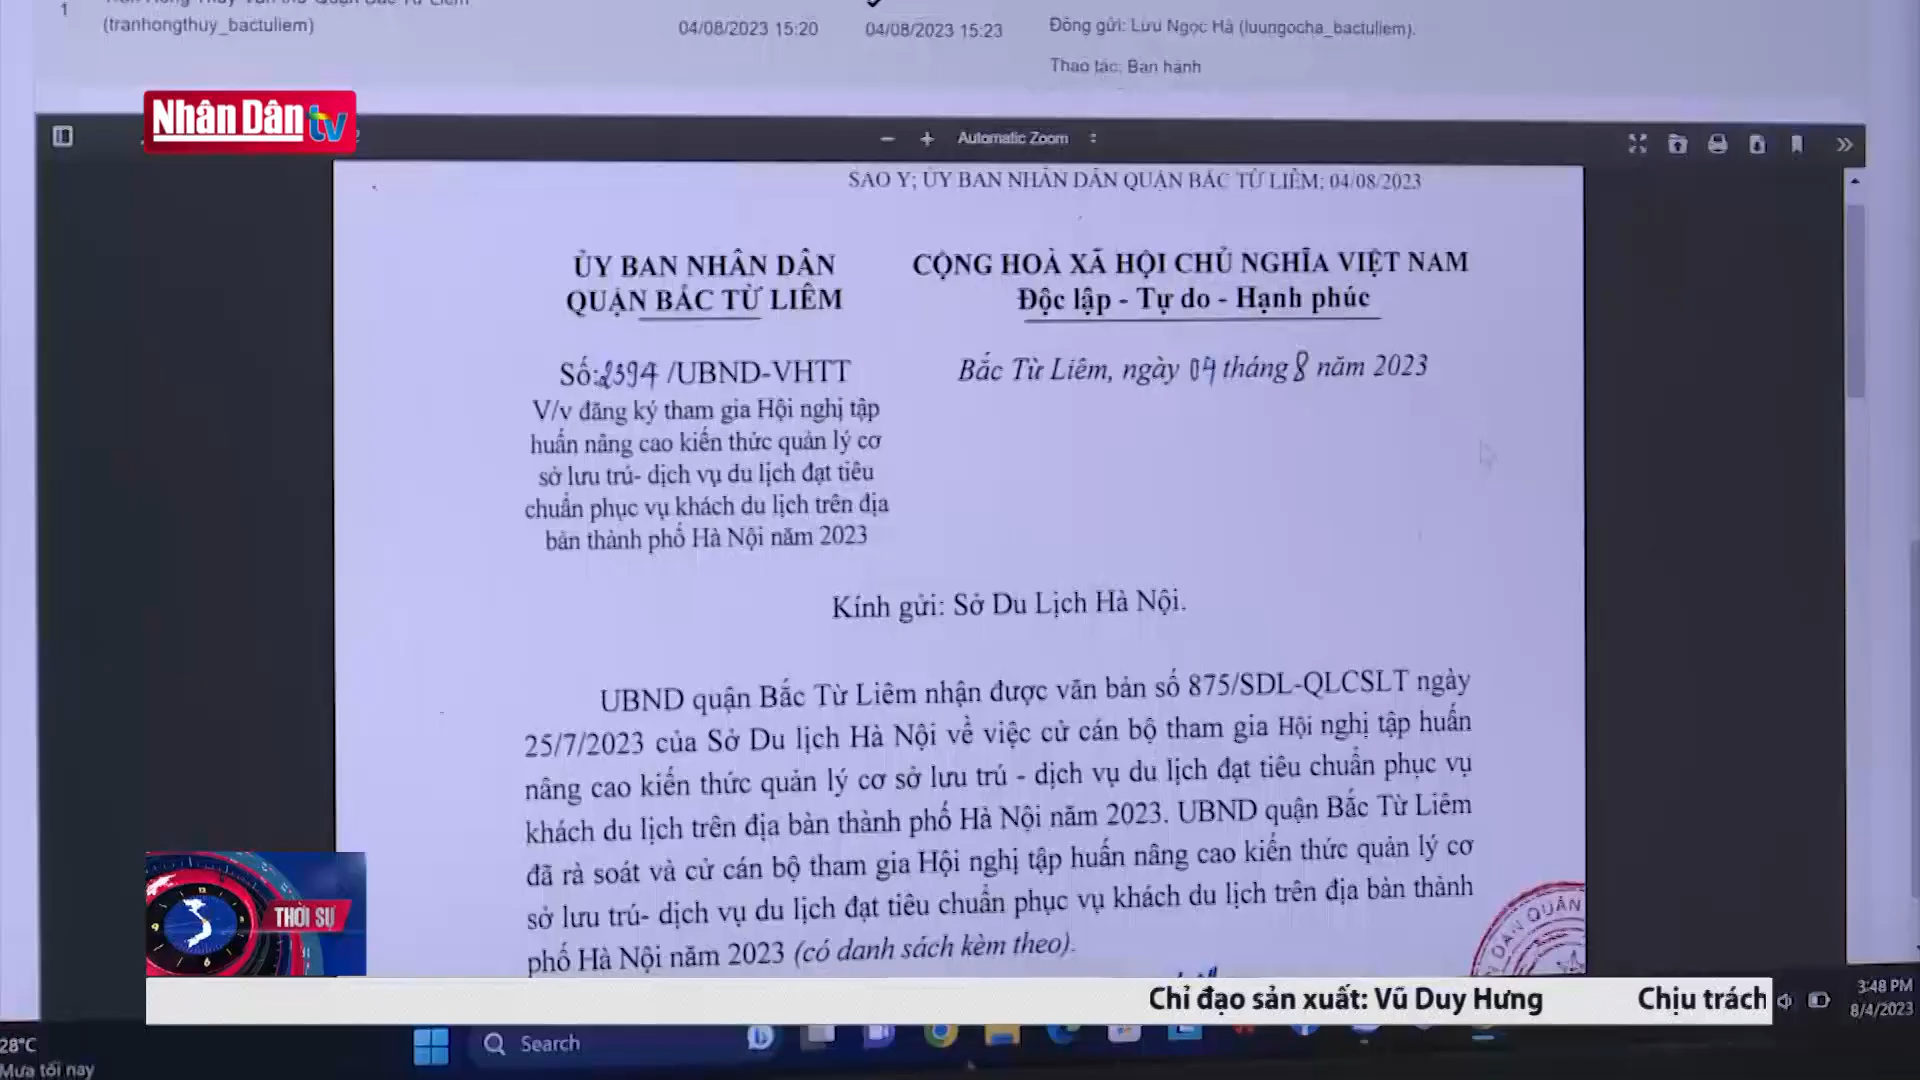 1
(tranhongthuy_bactuliem)
04/08/2023 15:20
04/08/2023 15:23
Đồng gửi: Lưu Ngọc Hà (luungocha_bactuliem).
Thao tác: Ban hành
Nhân Dân tv
Automatic Zoom
SAO Y; ỦY BAN NHÂN DÂN QUẬN BẮC TỪ LIÊM; 04/08/2023
ỦY BAN NHÂN DÂN
QUẬN BẮC TỪ LIÊM
CỘNG HOÀ XÃ HỘI CHỦ NGHĨA VIỆT NAM
Độc lập - Tự do - Hạnh phúc
Số:2394 /UBND-VHTT
Bắc Từ Liêm, ngày 04 tháng 8 năm 2023
V/v đăng ký tham gia Hội nghị tập
huấn nâng cao kiến thức quản lý cơ
sở lưu trú- dịch vụ du lịch đạt tiêu
chuẩn phục vụ khách du lịch trên địa
bàn thành phố Hà Nội năm 2023
Kính gửi: Sở Du Lịch Hà Nội.
UBND quận Bắc Từ Liêm nhận được văn bản số 875/SDL-QLCSLT ngày
25/7/2023 của Sở Du lịch Hà Nội về việc cử cán bộ tham gia Hội nghị tập huấn
nâng cao kiến thức quản lý cơ sở lưu trú - dịch vụ du lịch đạt tiêu chuẩn phục vụ
khách du lịch trên địa bàn thành phố Hà Nội năm 2023. UBND quận Bắc Từ Liêm
đã rà soát và cử cán bộ tham gia Hội nghị tập huấn nâng cao kiến thức quản lý cơ
sở lưu trú- dịch vụ du lịch đạt tiêu chuẩn phục vụ khách du lịch trên địa bàn thành
phố Hà Nội năm 2023 (có danh sách kèm theo).
DÂN QUẬN
THỜI SỰ
Chỉ đạo sản xuất: Vũ Duy Hưng
Chịu trách
3:48 PM
8/4/2023
28°C
Mưa tối nay
Search